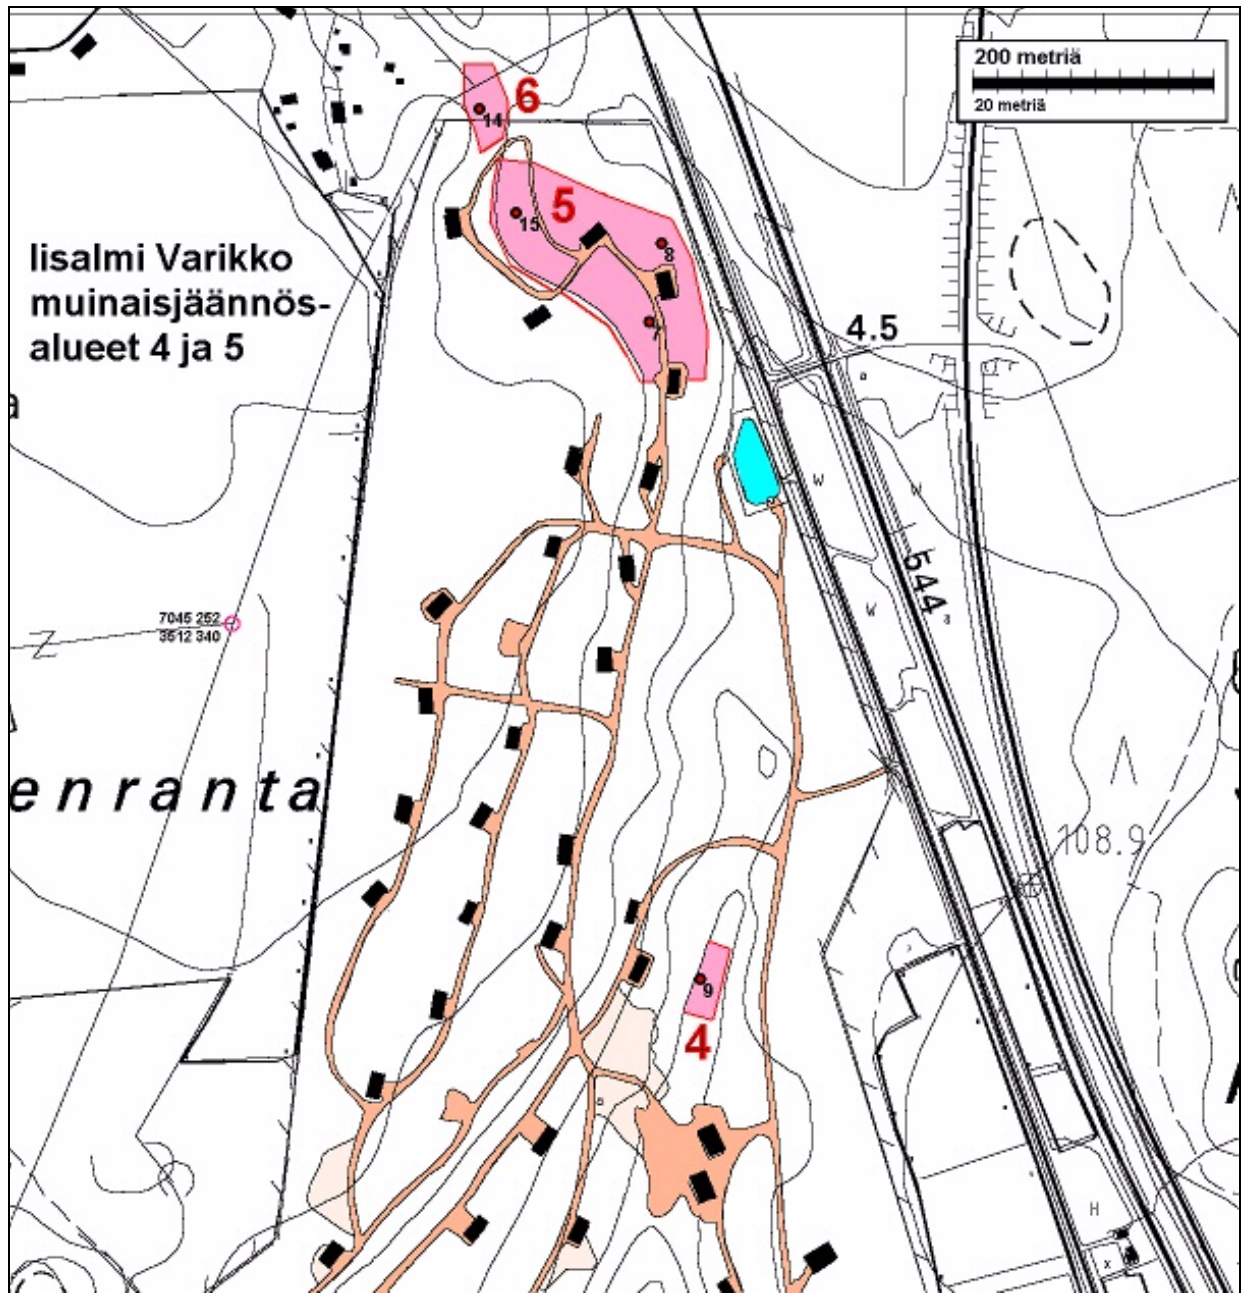 200 metriä
20 metriä
6
14
5
15
8
7
Iisalmi Varikko
muinaisjäännös-
alueet 4 ja 5
4.5
a
a
W
W
544
W
a
7045 252
3512 340
Z
enranta
108.9
9
4
H
x